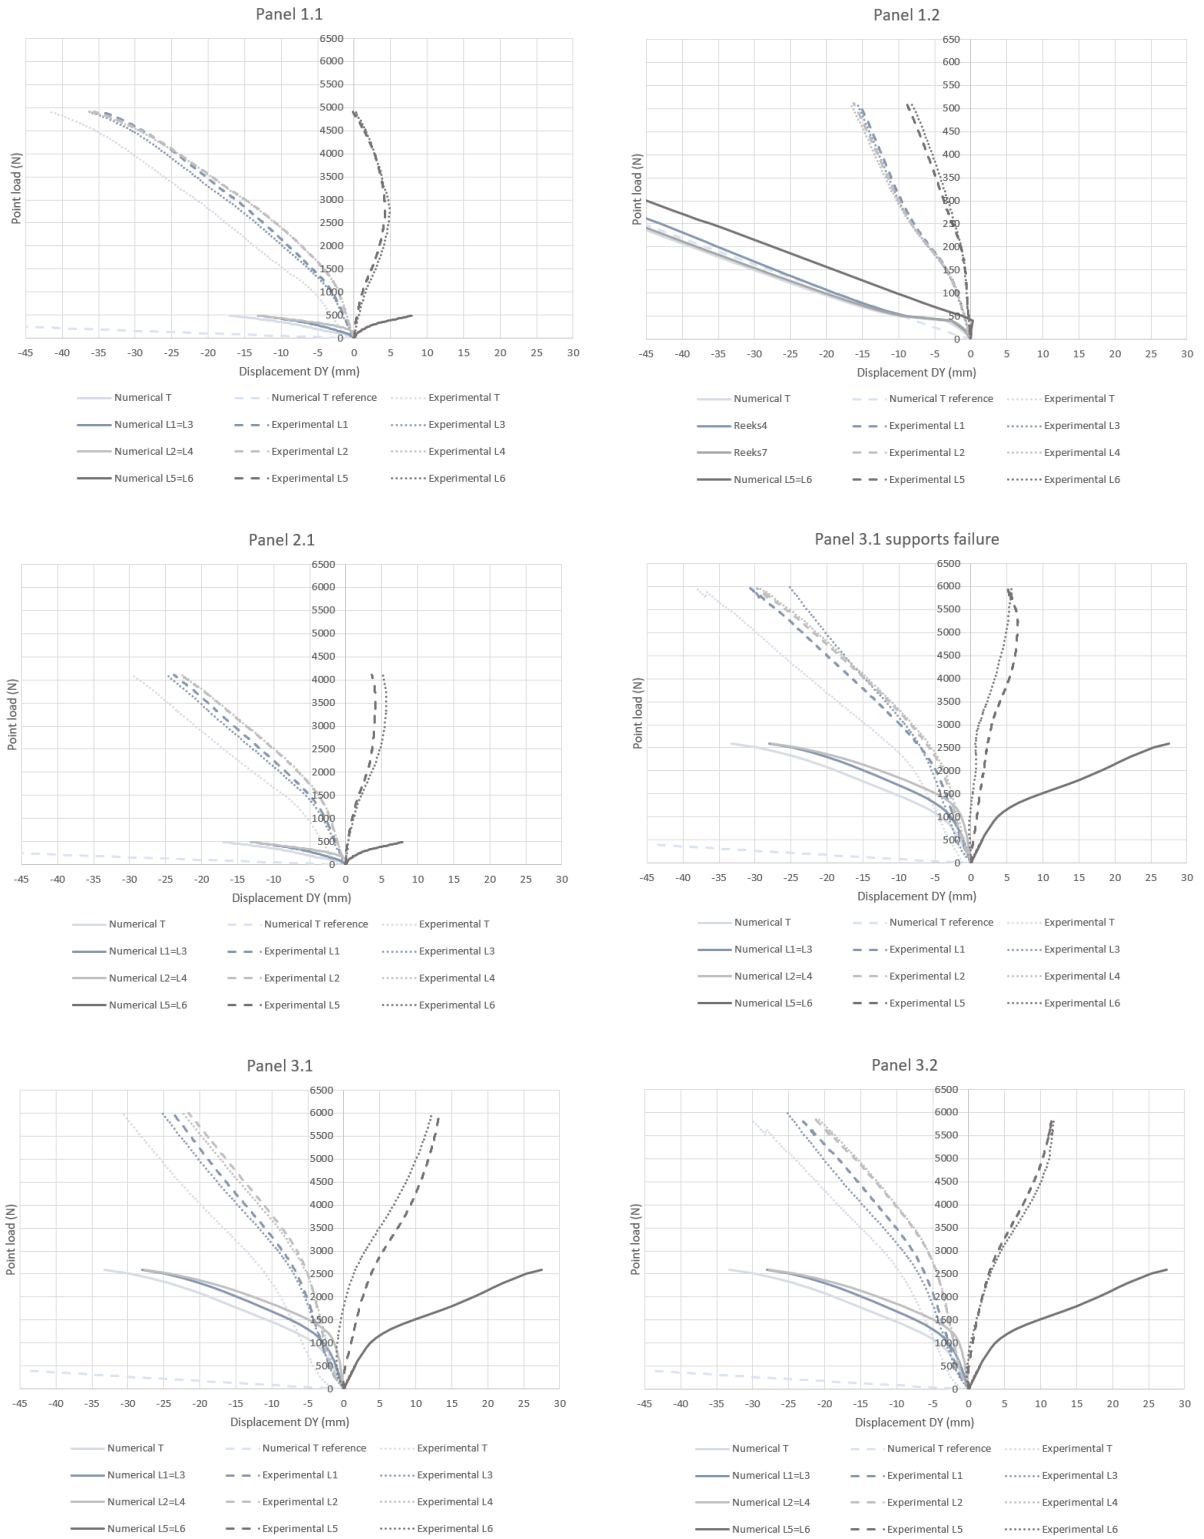 Panel 1.1
Point load (N)
6500
6000
5500
5000
4500
4000
3500
3000
2500
2000
1500
1000
500
0
-45 -40 -35 -30 -25 -20 -15 -10 -5 0 5 10 15 20 25 30
Displacement DY (mm)
Numerical T Numerical T reference Experimental T
Numerical L1=L3 Experimental L1 Experimental L3
Numerical L2=L4 Experimental L2 Experimental L4
Numerical L5=L6 Experimental L5 Experimental L6
Panel 1.2
Point load (N)
650
600
550
500
450
400
350
300
250
200
150
100
50
0
-45 -40 -35 -30 -25 -20 -15 -10 -5 0 5 10 15 20 25 30
Displacement DY (mm)
Numerical T Numerical T reference Experimental T
Reeks4 Experimental L1 Experimental L3
Reeks7 Experimental L2 Experimental L4
Numerical L5=L6 Experimental L5 Experimental L6
Panel 2.1
Point load (N)
6500
6000
5500
5000
4500
4000
3500
3000
2500
2000
1500
1000
500
0
-45 -40 -35 -30 -25 -20 -15 -10 -5 0 5 10 15 20 25 30
Displacement DY (mm)
Numerical T Numerical T reference Experimental T
Numerical L1=L3 Experimental L1 Experimental L3
Numerical L2=L4 Experimental L2 Experimental L4
Numerical L5=L6 Experimental L5 Experimental L6
Panel 3.1 supports failure
Point load (N)
6500
6000
5500
5000
4500
4000
3500
3000
2500
2000
1500
1000
500
0
-45 -40 -35 -30 -25 -20 -15 -10 -5 0 5 10 15 20 25 30
Displacement DY (mm)
Numerical T Numerical T reference Experimental T
Numerical L1=L3 Experimental L1 Experimental L3
Numerical L2=L4 Experimental L2 Experimental L4
Numerical L5=L6 Experimental L5 Experimental L6
Panel 3.1
Point load (N)
6500
6000
5500
5000
4500
4000
3500
3000
2500
2000
1500
1000
500
0
-45 -40 -35 -30 -25 -20 -15 -10 -5 0 5 10 15 20 25 30
Displacement DY (mm)
Numerical T Numerical T reference Experimental T
Numerical L1=L3 Experimental L1 Experimental L3
Numerical L2=L4 Experimental L2 Experimental L4
Numerical L5=L6 Experimental L5 Experimental L6
Panel 3.2
Point load (N)
6500
6000
5500
5000
4500
4000
3500
3000
2500
2000
1500
1000
500
0
-45 -40 -35 -30 -25 -20 -15 -10 -5 0 5 10 15 20 25 30
Displacement DY (mm)
Numerical T Numerical T reference Experimental T
Numerical L1=L3 Experimental L1 Experimental L3
Numerical L2=L4 Experimental L2 Experimental L4
Numerical L5=L6 Experimental L5 Experimental L6